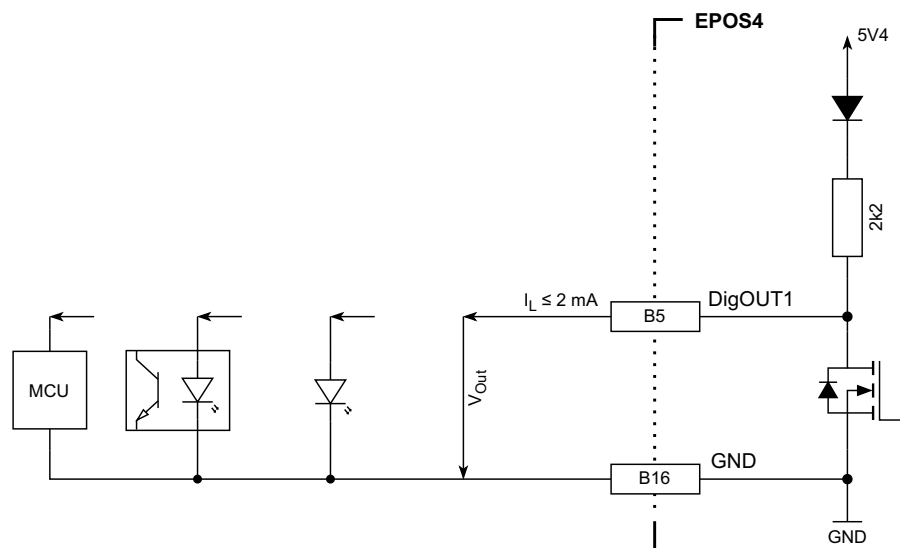 EPOS4
5V4
2k2
I_L ≤ 2 mA
B5
DigOUT1
MCU
V_Out
B16
GND
GND